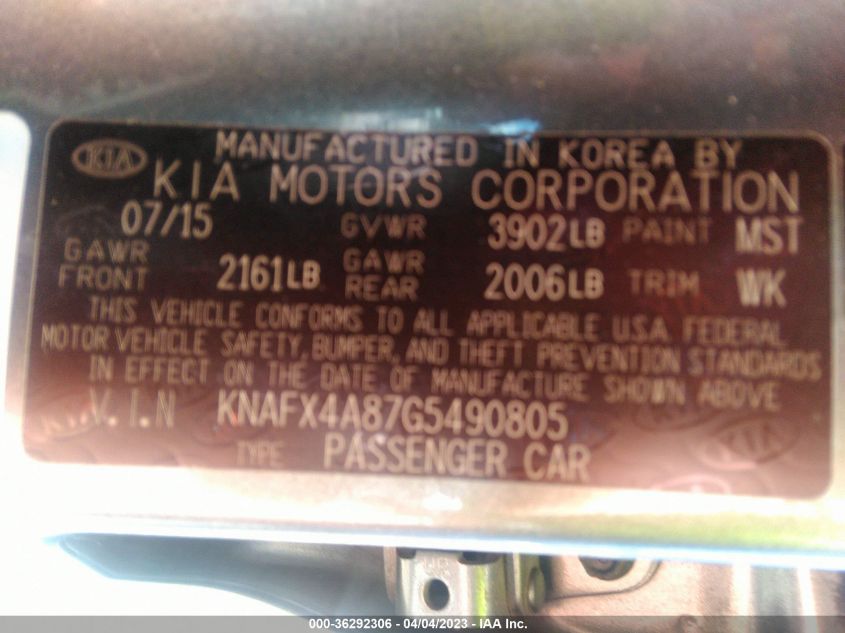 KIA MANUFACTURED IN KOREA BY
KIA MOTORS CORPORATION
07/15 GVWR 3902LB PAINT MST
GAWR FRONT 2161LB GAWR REAR 2006LB TRIM WK
THIS VEHICLE CONFORMS TO ALL APPLICABLE U.S.A. FEDERAL
MOTOR VEHICLE SAFETY, BUMPER, AND THEFT PREVENTION STANDARDS
IN EFFECT ON THE DATE OF MANUFACTURE SHOWN ABOVE
V.I.N KNAFX4A87G5490805
TYPE PASSENGER CAR
KIA
000-36292306 - 04/04/2023 - IAA Inc.